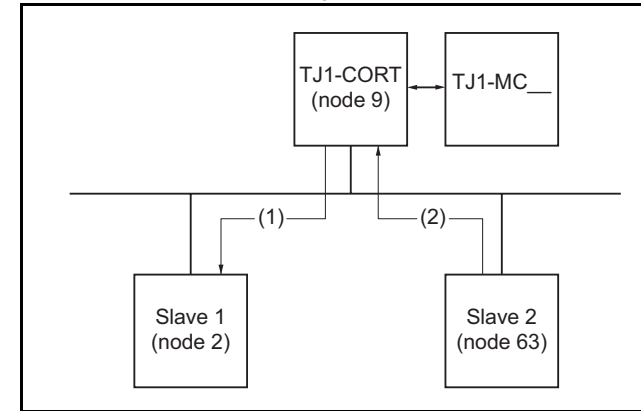 TJ1-CORT
(node 9)
TJ1-MC__
(1)
(2)
Slave 1
(node 2)
Slave 2
(node 63)